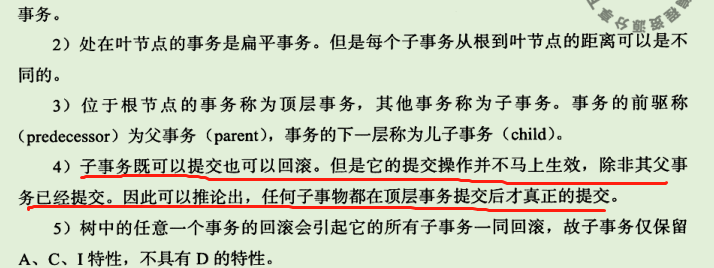 事务。
2）处在叶节点的事务是扁平事务。但是每个子事务从根到叶节点的距离可以是不
同的。
3）位于根节点的事务称为顶层事务，其他事务称为子事务。事务的前驱称
（predecessor）为父事务（parent），事务的下一层称为儿子事务（child）。
4）子事务既可以提交也可以回滚。但是它的提交操作并不马上生效，除非其父事
务已经提交。因此可以推论出，任何子事物都在顶层事务提交后才真正的提交。
5）树中的任意一个事务的回滚会引起它的所有子事务一同回滚，故子事务仅保留
A、C、I 特性，不具有 D 的特性。